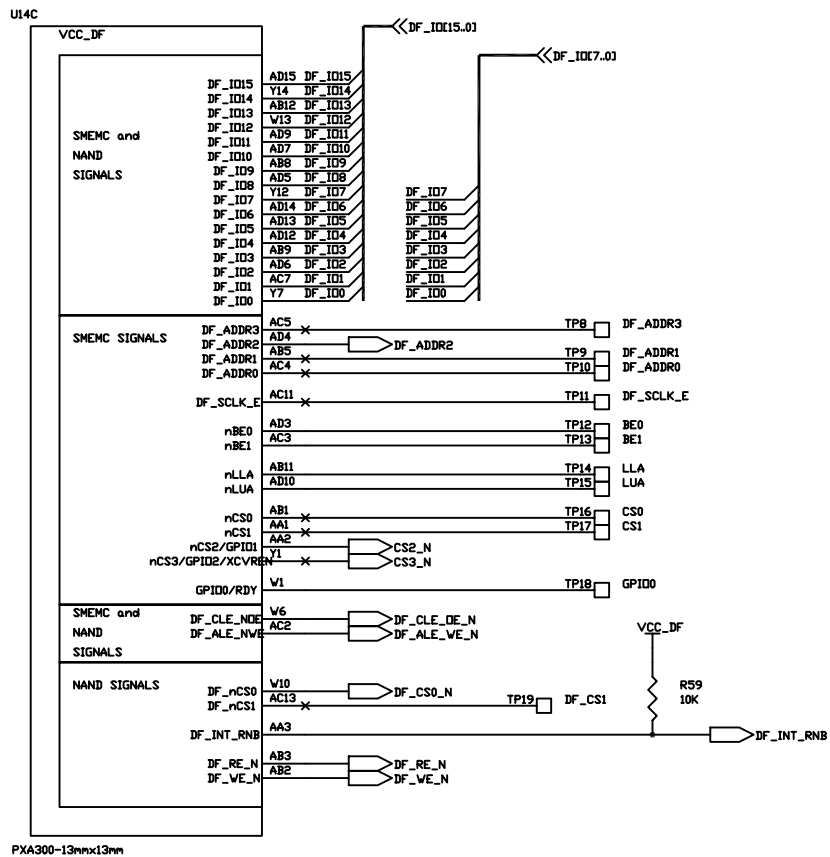 U14C
VCC_DF
DF_IO[15..0]
DF_IO[7..0]
SMEMC and
NAND
SIGNALS
DF_IO15 AD15 DF_IO15
DF_IO14 Y14 DF_IO14
DF_IO13 AB12 DF_IO13
DF_IO12 W13 DF_IO12
DF_IO11 AD9 DF_IO11
DF_IO10 AD7 DF_IO10
DF_IO9 AB8 DF_IO9
DF_IO8 AD5 DF_IO8
DF_IO7 Y12 DF_IO7 DF_IO7
DF_IO6 AD14 DF_IO6 DF_IO6
DF_IO5 AD13 DF_IO5 DF_IO5
DF_IO4 AD12 DF_IO4 DF_IO4
DF_IO3 AB9 DF_IO3 DF_IO3
DF_IO2 AD6 DF_IO2 DF_IO2
DF_IO1 AC7 DF_IO1 DF_IO1
DF_IO0 Y7 DF_IO0 DF_IO0
SMEMC SIGNALS
DF_ADDR3 AC5 TP8 DF_ADDR3
DF_ADDR2 AD4 DF_ADDR2
DF_ADDR1 AB5 TP9 DF_ADDR1
DF_ADDR0 AC4 TP10 DF_ADDR0
DF_SCLK_E AC11 TP11 DF_SCLK_E
nBE0 AD3 TP12 BE0
nBE1 AC3 TP13 BE1
nLLA AB11 TP14 LLA
nLUA AD10 TP15 LUA
nCS0 AB1 TP16 CS0
nCS1 AA1 TP17 CS1
nCS2/GPIO1 AA2 CS2_N
nCS3/GPIO2/XCVREN Y1 CS3_N
GPIO0/RDY W1 TP18 GPIO0
SMEMC and
NAND
SIGNALS
DF_CLE_NOE W6 DF_CLE_OE_N
DF_ALE_NWE AC2 DF_ALE_WE_N
VCC_DF
NAND SIGNALS
DF_nCS0 W10 DF_CS0_N
R59
10K
DF_nCS1 AC13 TP19 DF_CS1
DF_INT_RNB AA3 DF_INT_RNB
DF_RE_N AB3 DF_RE_N
DF_WE_N AB2 DF_WE_N
PXA300-13mmx13mm